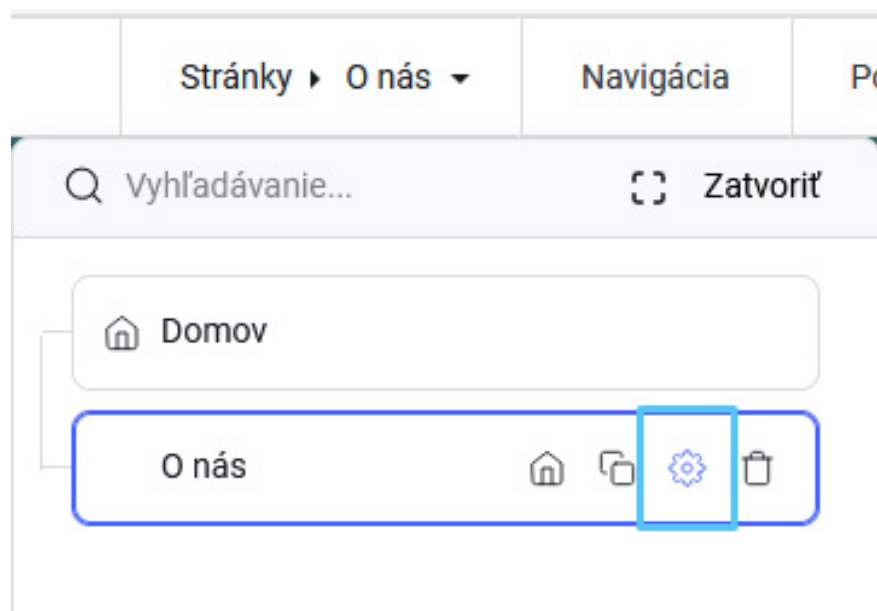 Stránky ▸ O nás ▾ Navigácia
Vyhľadávanie... Zatvoriť
Domov
O nás